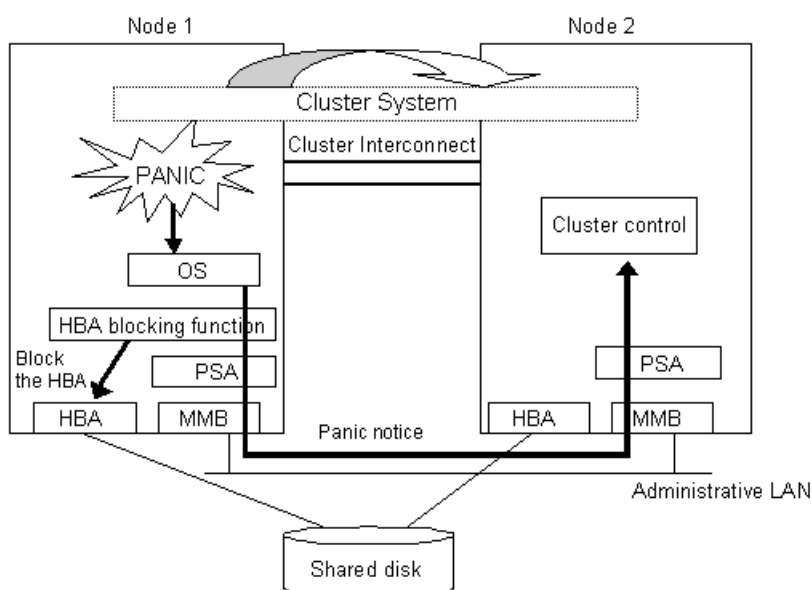 Node 1
Node 2
Cluster System
Cluster Interconnect
PANIC
Cluster control
OS
HBA blocking function
Block
the HBA
PSA
PSA
HBA
MMB
Panic notice
HBA
MMB
Administrative LAN
Shared disk